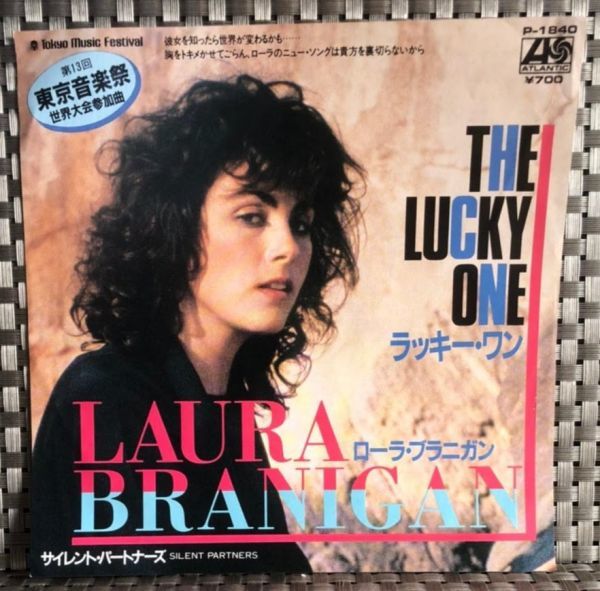 Tokyo Music Festival
第13回
東京音楽祭
世界大会参加曲
彼女を知ったら世界が変わるかも……
胸をトキメかせてごらん、ローラのニュー・ソングは貴方を裏切らないから
P-1840
ATLANTIC
¥700
THE
LUCKY
ONE
ラッキー・ワン
LAURA
ローラ・ブラニガン
BRANIGAN
サイレント・パートナーズ SILENT PARTNERS